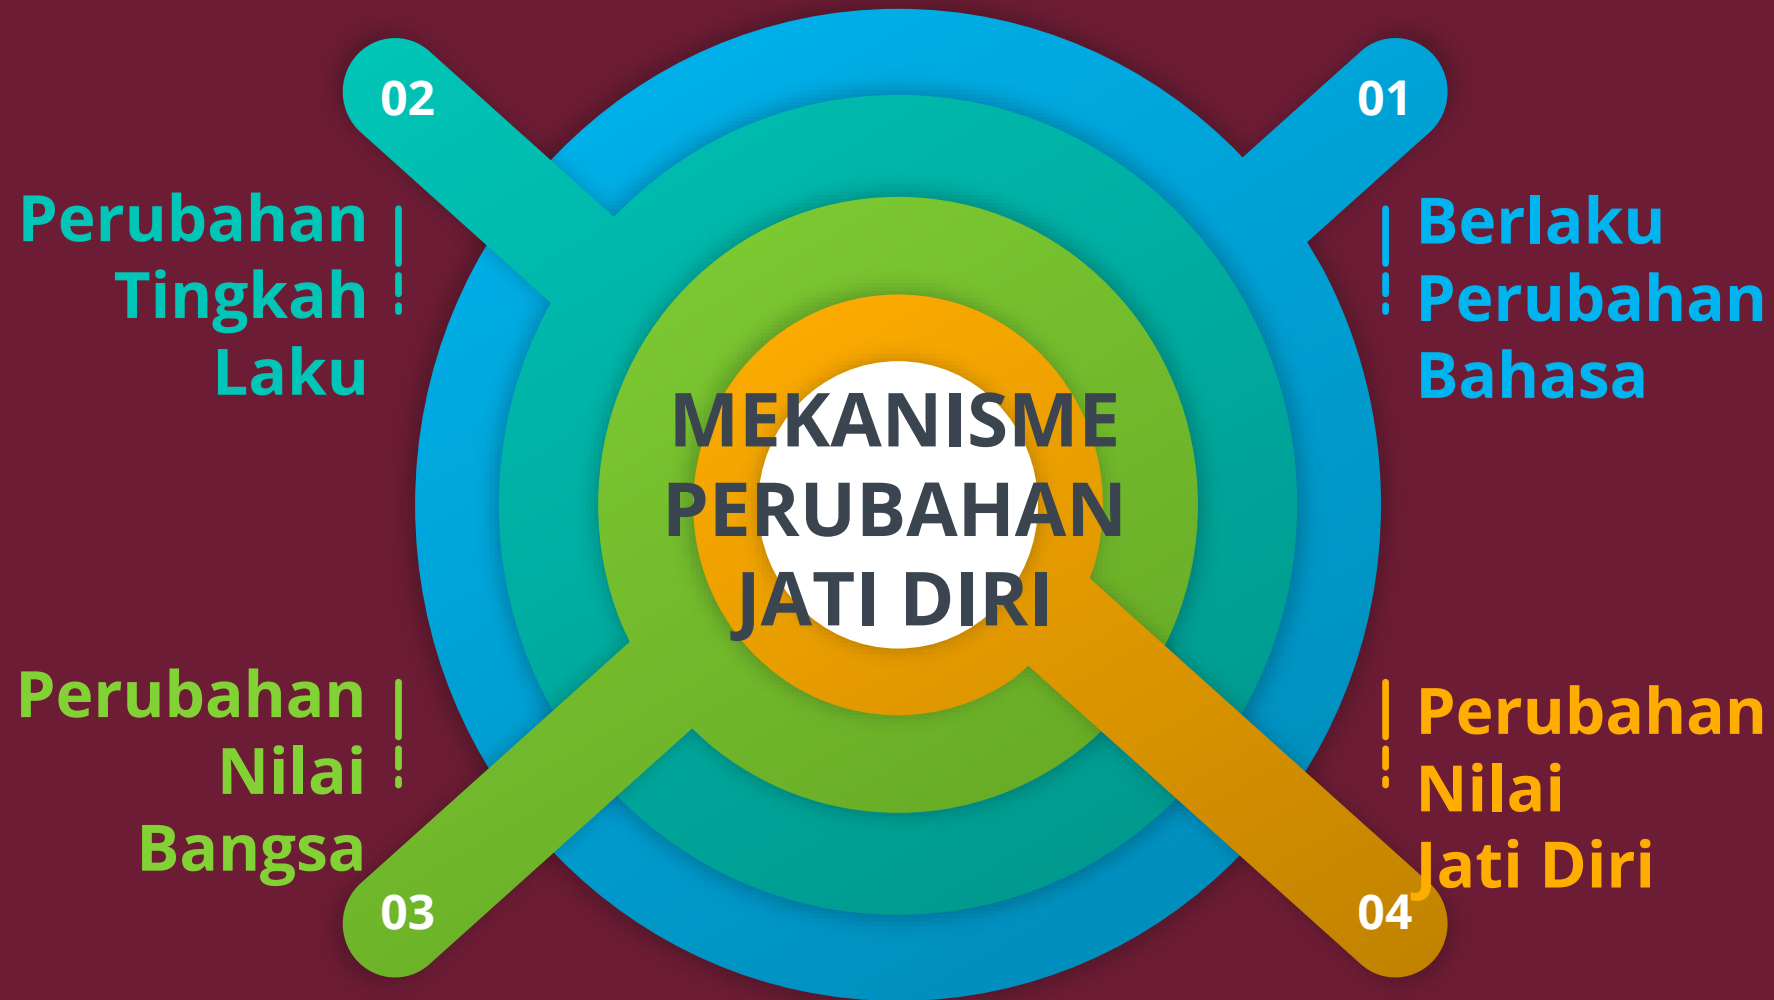 MEKANISME
PERUBAHAN
JATI DIRI
01
Berlaku
Perubahan
Bahasa
02
Perubahan
Tingkah
Laku
03
Perubahan
Nilai
Bangsa
04
Perubahan
Nilai
Jati Diri